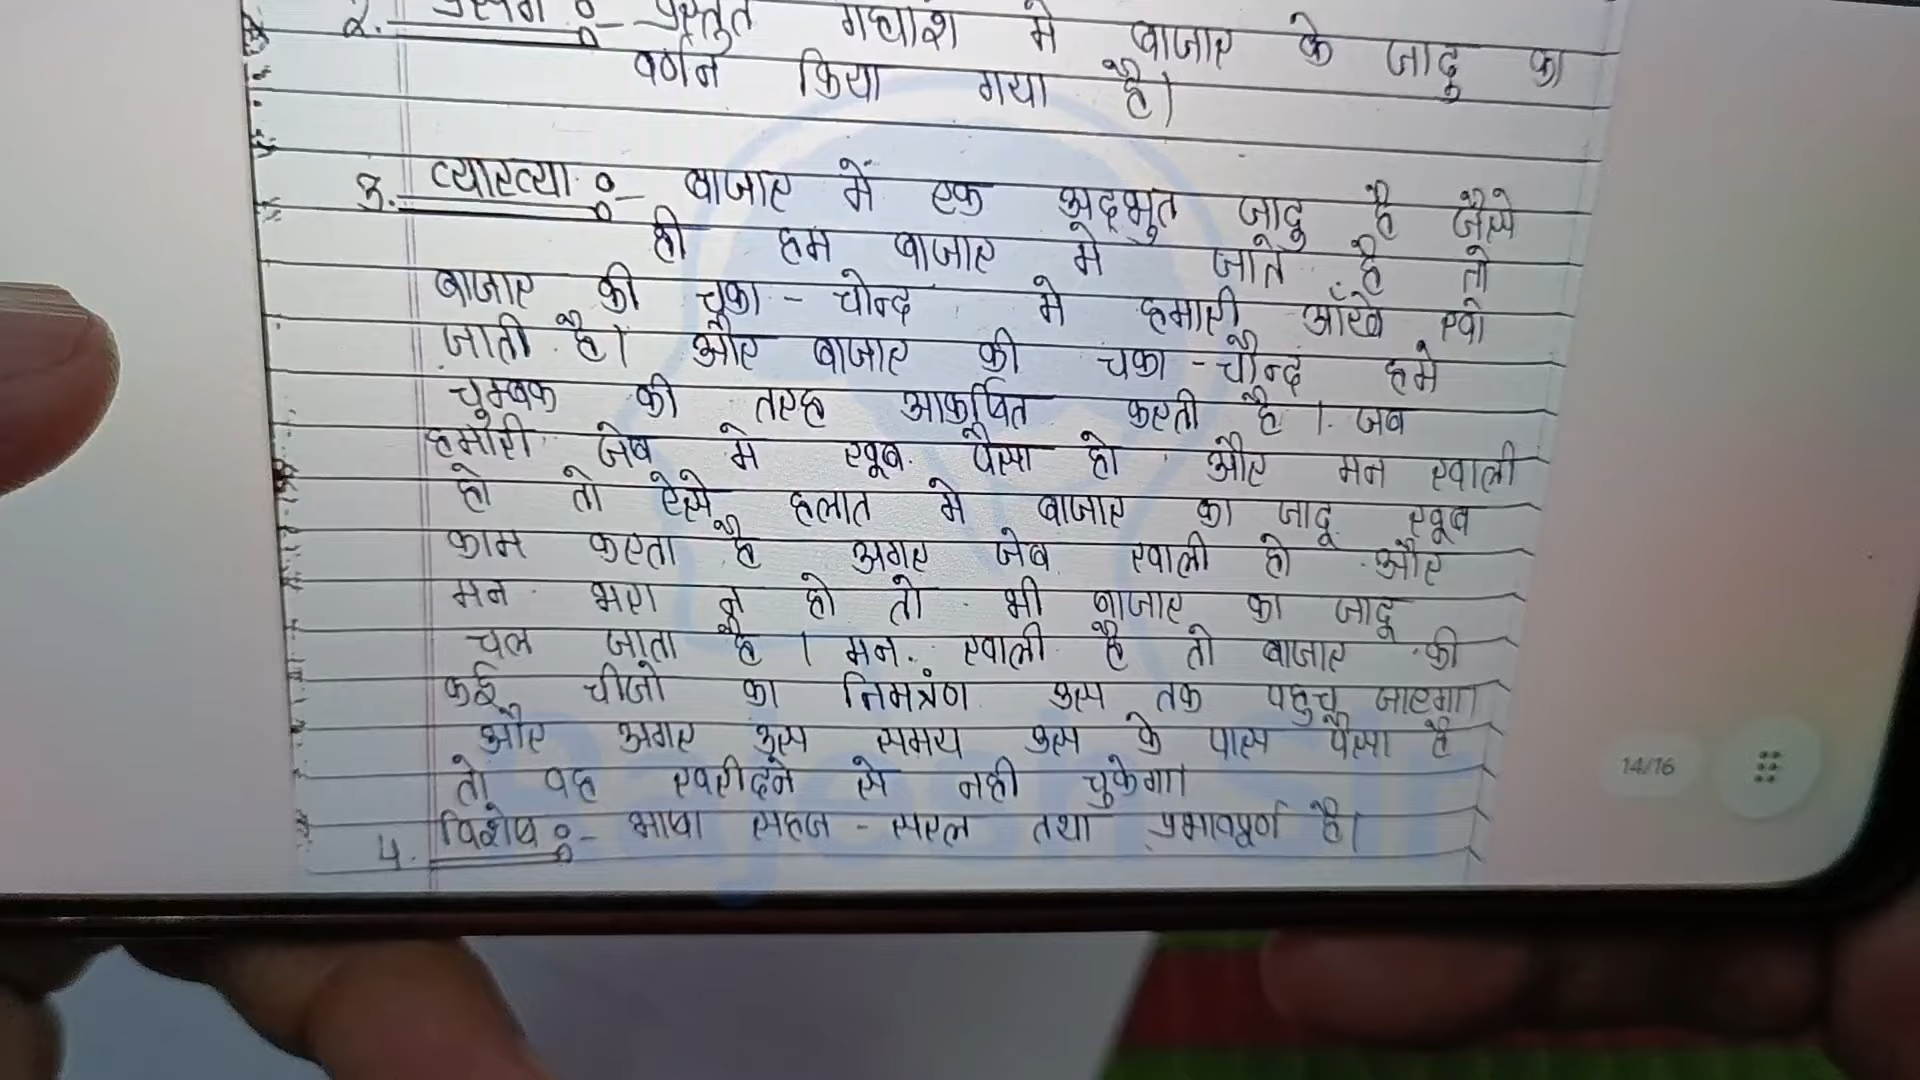 2. प्रसंग :- प्रस्तुत गद्यांश मे बाजार के जादू का
वर्णन किया गया है।
3. व्याख्या :- बाजार में एक अद्भुत जादु है जैसे
ही हम बाजार मे जाते है तो
बाजार की चका - चोन्द मे हमारी आँखे खो
जाती है। और बाजार की चका - चौन्द हमे
चुम्बक की तरह आकर्षित करती है । जब
हमारी जेब मे खूब पैसा हो और मन खाली
हो तो ऐसे हलात मे बाजार का जादू खूब
काम करता है अगर जेब खाली हो और
मन भरा न हो तो भी बाजार का जादू
चल जाता है । मन खाली है तो बाजार की
कई चीजो का निमत्रंण उस तक पहुचू जाएगा।
और अगर उस समय उस के पास पैसा है
तो वह खरीदने से नही चुकेगा।
4. विशेष :- भाषा सहज - सरल तथा प्रभावपूर्ण है।
14/16